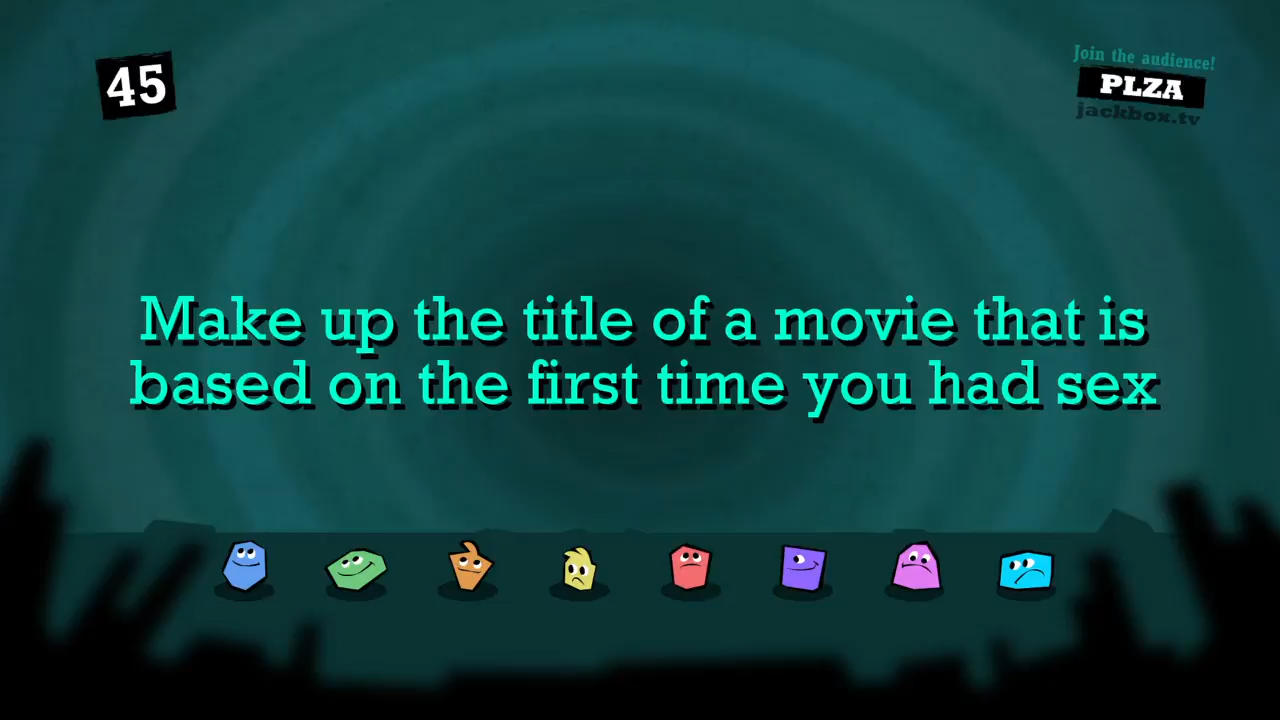 45
Join the audience!
PLZA
jackbox.tv
Make up the title of a movie that is
based on the first time you had sex